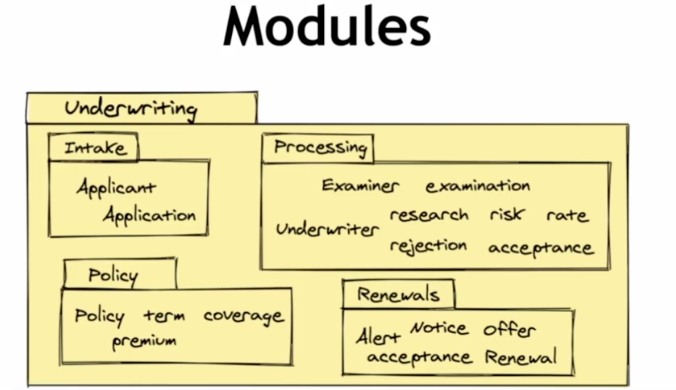 Modules
Underwriting
Intake
Applicant
Application
Processing
Examiner examination
Underwriter research risk rate
rejection acceptance
Policy
Policy term coverage
premium
Renewals
Alert Notice Offer
acceptance Renewal